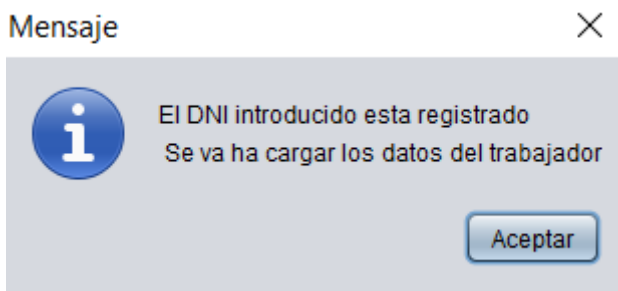 Mensaje
El DNI introducido esta registrado
Se va ha cargar los datos del trabajador
Aceptar